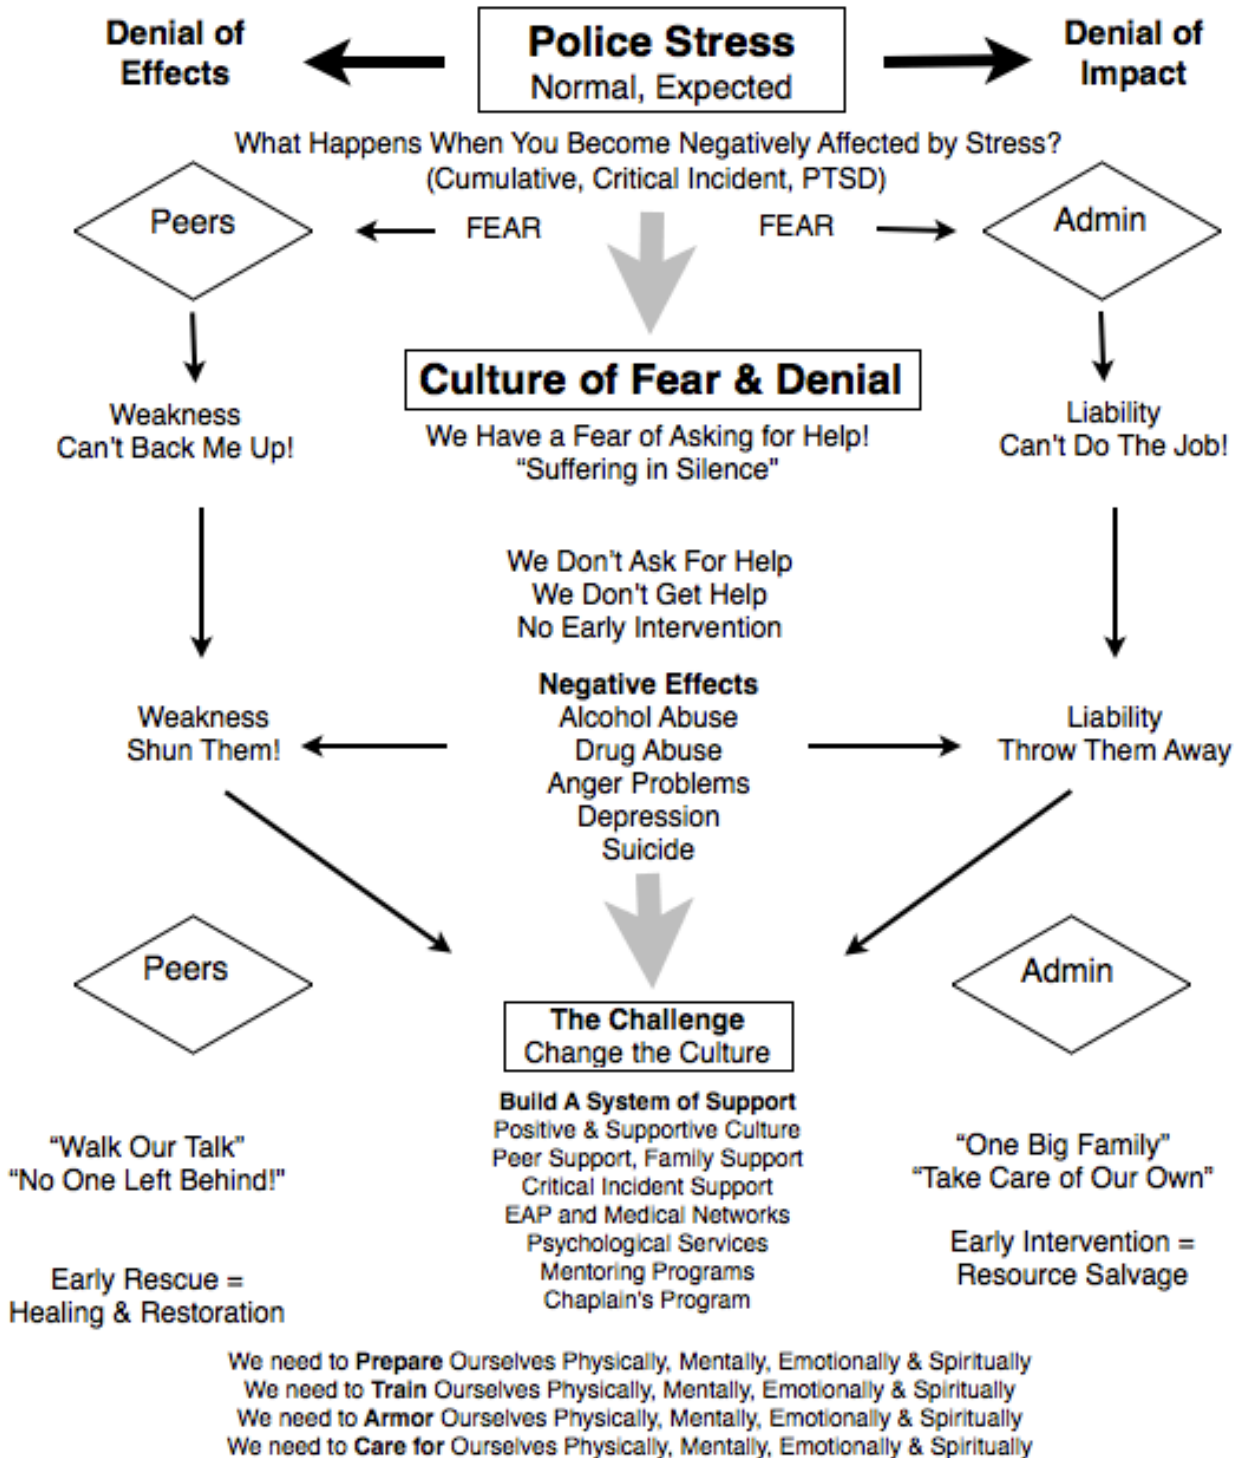 Denial of
Effects
Police Stress
Normal, Expected
Denial of
Impact
What Happens When You Become Negatively Affected by Stress?
(Cumulative, Critical Incident, PTSD)
Peers
FEAR
FEAR
Admin
Culture of Fear & Denial
Weakness
Can't Back Me Up!
We Have a Fear of Asking for Help!
“Suffering in Silence"
Liability
Can't Do The Job!
We Don’t Ask For Help
We Don't Get Help
No Early Intervention
Negative Effects
Alcohol Abuse
Drug Abuse
Anger Problems
Depression
Suicide
Weakness
Shun Them!
Liability
Throw Them Away
Peers
Admin
The Challenge
Change the Culture
Build A System of Support
Positive & Supportive Culture
Peer Support, Family Support
Critical Incident Support
EAP and Medical Networks
Psychological Services
Mentoring Programs
Chaplain's Program
“Walk Our Talk”
“No One Left Behind!"
Early Rescue =
Healing & Restoration
“One Big Family”
“Take Care of Our Own”
Early Intervention =
Resource Salvage
We need to Prepare Ourselves Physically, Mentally, Emotionally & Spiritually
We need to Train Ourselves Physically, Mentally, Emotionally & Spiritually
We need to Armor Ourselves Physically, Mentally, Emotionally & Spiritually
We need to Care for Ourselves Physically, Mentally, Emotionally & Spiritually